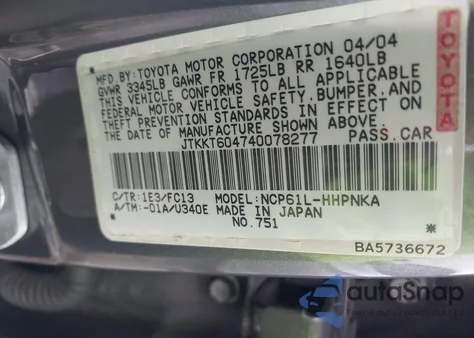 MFD.BY:TOYOTA MOTOR CORPORATION 04/04
GVWR 3345LB GAWR FR 1725LB RR 1640LB
THIS VEHICLE CONFORMS TO ALL APPLICABLE
FEDERAL MOTOR VEHICLE SAFETY,BUMPER,AND
THEFT PREVENTION STANDARDS IN EFFECT ON
THE DATE OF MANUFACTURE SHOWN ABOVE.
JTKKT604740078277 PASS.CAR
C/TR:1E3/FC13 MODEL:NCP61L-HHPNKA
A/TM:-01A/U340E MADE IN JAPAN
NO.751
BA5736672
TOYOTA
autoSnap